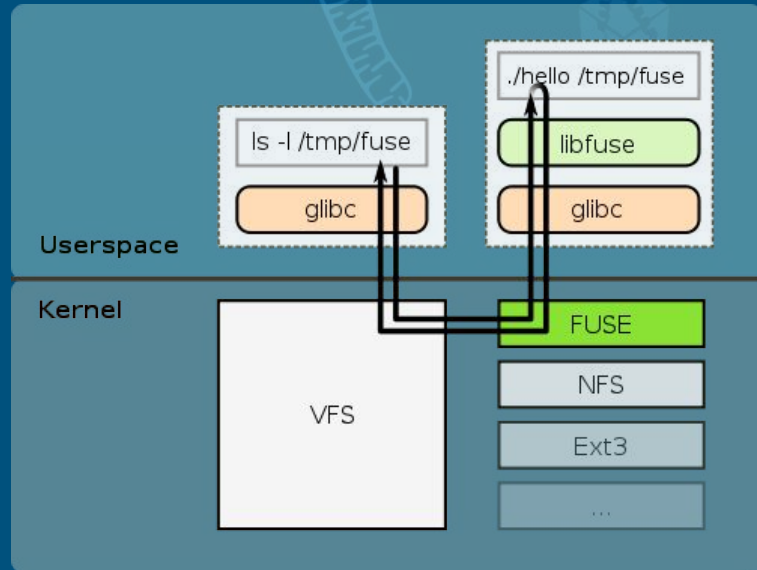 ./hello /tmp/fuse
ls -l /tmp/fuse
libfuse
glibc
glibc
Userspace
Kernel
FUSE
NFS
VFS
Ext3
...